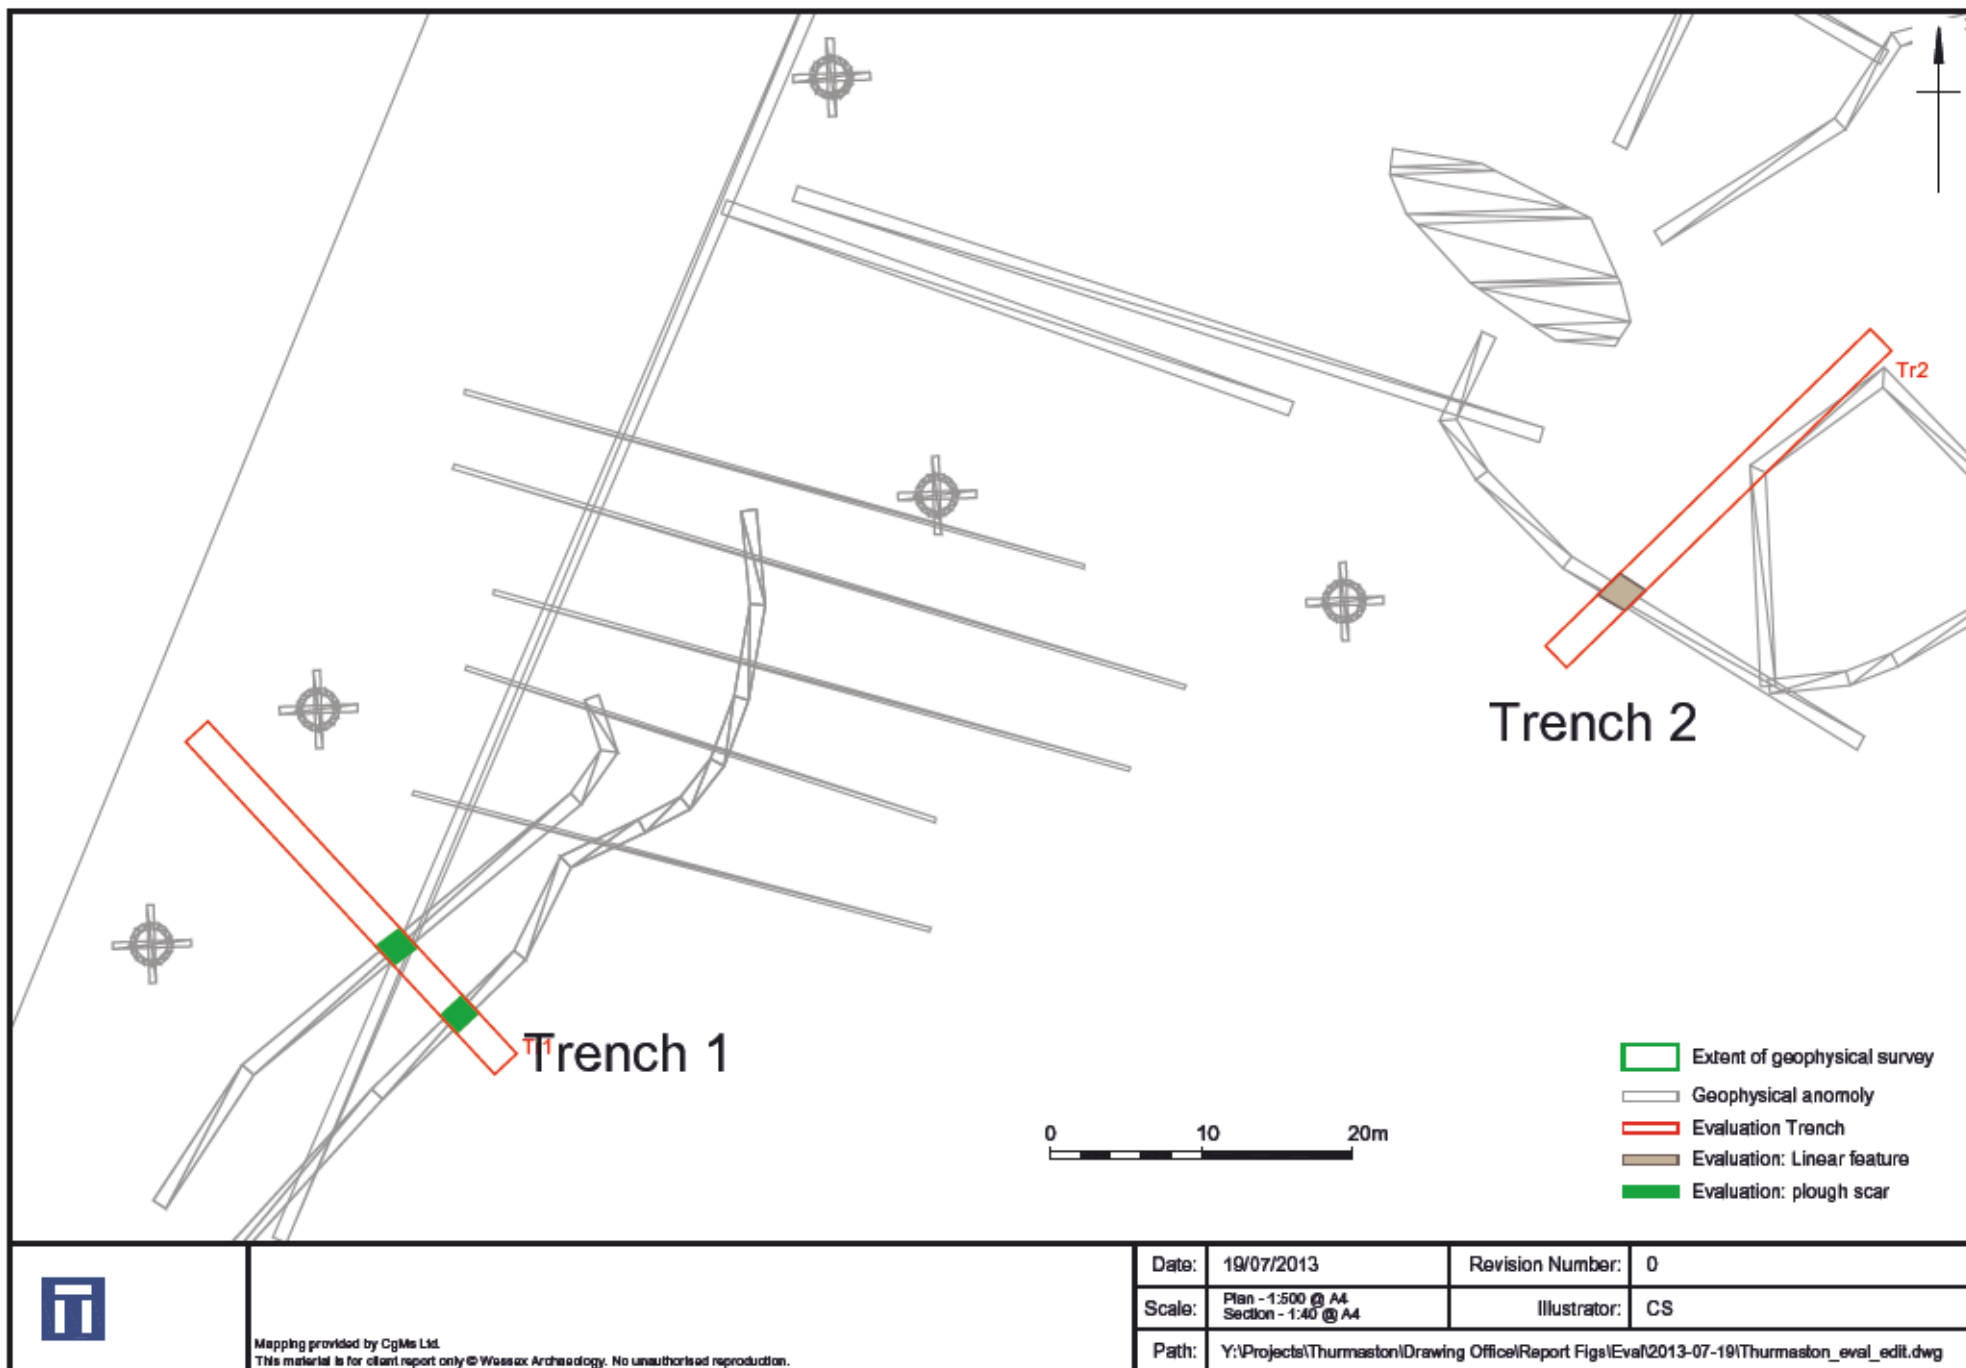 Tr2
Trench 2
Tr1
Trench 1
0 10 20m
Extent of geophysical survey
Geophysical anomoly
Evaluation Trench
Evaluation: Linear feature
Evaluation: plough scar
Date: 19/07/2013 Revision Number: 0
Scale: Plan - 1:500 @ A4
Section - 1:40 @ A4
Illustrator: CS
Mapping provided by CgMs Ltd.
This material is for client report only © Wessex Archaeology. No unauthorised reproduction.
Path: Y:\Projects\Thurmaston\Drawing Office\Report Figs\Eval\2013-07-19\Thurmaston_eval_edit.dwg